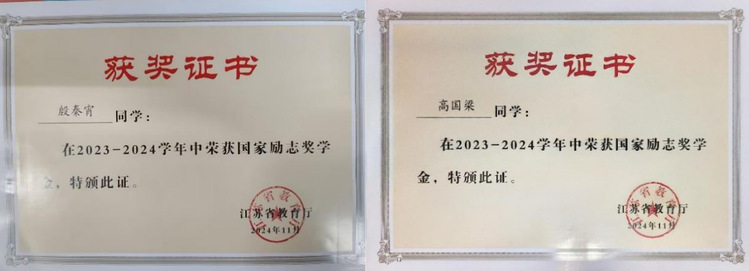 获奖证书
殷秦宵 同学：
在2023-2024学年中荣获国家励志奖学
金，特颁此证。
江苏省教育厅
2024年11月
获奖证书
高国梁 同学：
在2023-2024学年中荣获国家励志奖学
金，特颁此证。
江苏省教育厅
2024年11月